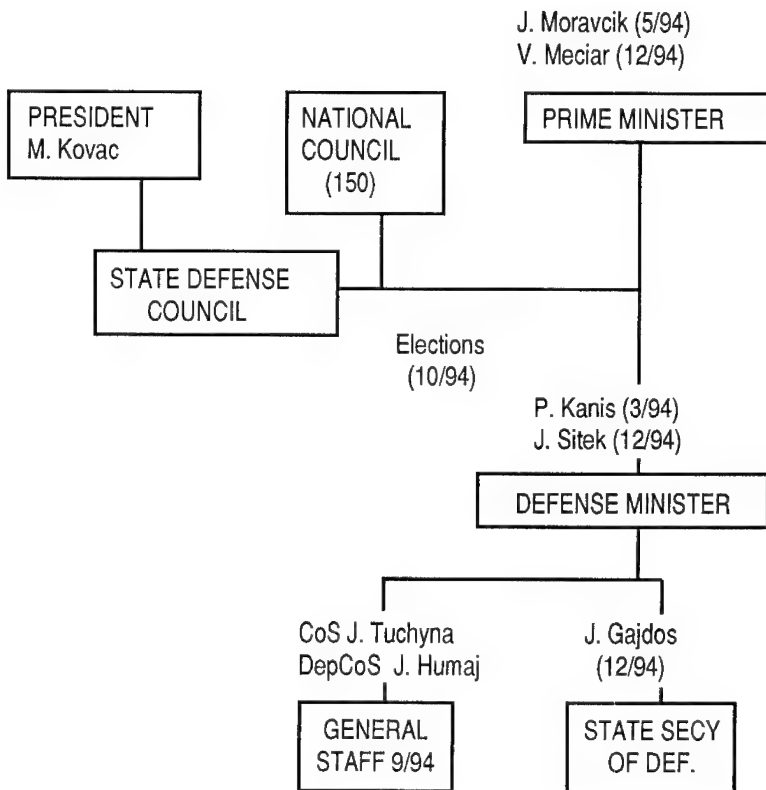 J. Moravcik (5/94)
V. Meciar (12/94)
PRESIDENT
M. Kovac
NATIONAL
COUNCIL
(150)
PRIME MINISTER
STATE DEFENSE
COUNCIL
Elections
(10/94)
P. Kanis (3/94)
J. Sitek (12/94)
DEFENSE MINISTER
CoS J. Tuchyna
DepCoS J. Humaj
J. Gajdos
(12/94)
GENERAL
STAFF 9/94
STATE SECY
OF DEF.